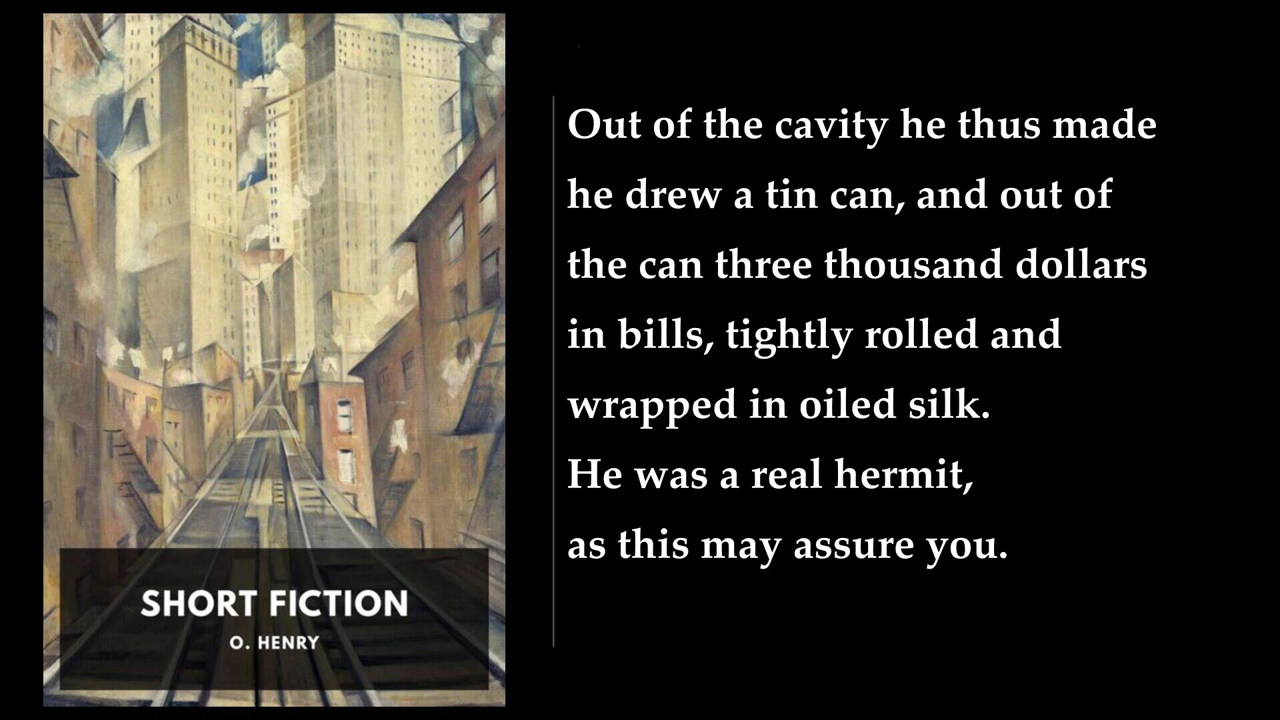 SHORT FICTION
O. HENRY
Out of the cavity he thus made
he drew a tin can, and out of
the can three thousand dollars
in bills, tightly rolled and
wrapped in oiled silk.
He was a real hermit,
as this may assure you.